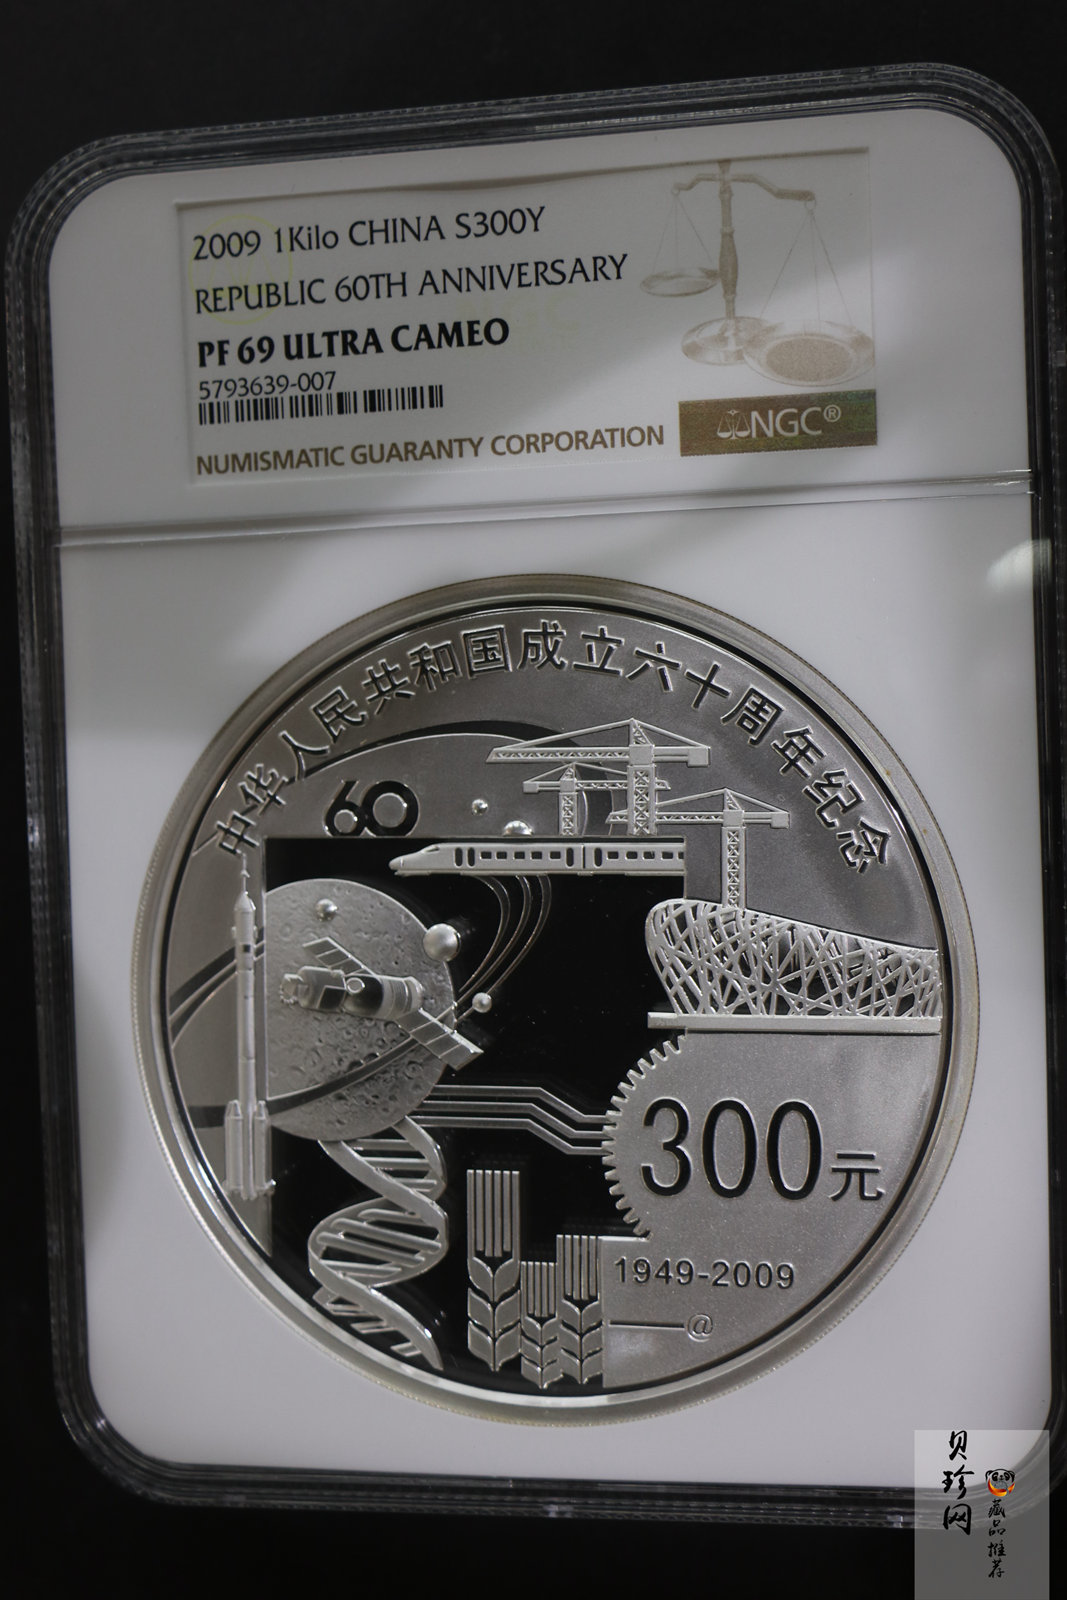 2009 1Kilo CHINA S300Y
REPUBLIC 60TH ANNIVERSARY
PF 69 ULTRA CAMEO
5793639-007
NUMISMATIC GUARANTY CORPORATION
NGC®
中华人民共和国成立六十周年纪念
60
300元
1949-2009
@
贝珍网
藏品推荐